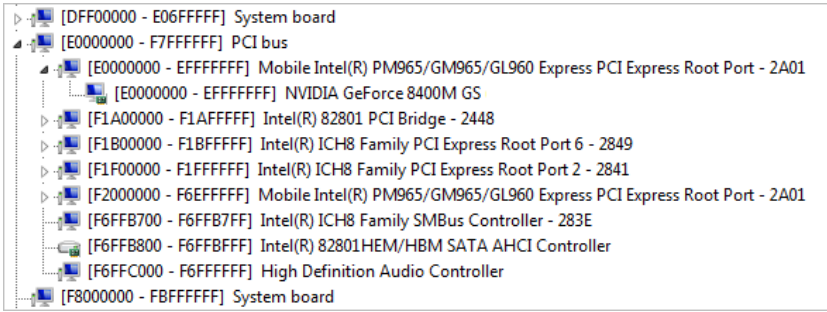 [DFF00000 - E06FFFFF] System board
[E0000000 - F7FFFFFF] PCI bus
[E0000000 - EFFFFFFF] Mobile Intel(R) PM965/GM965/GL960 Express PCI Express Root Port - 2A01
[E0000000 - EFFFFFFF] NVIDIA GeForce 8400M GS
[F1A00000 - F1AFFFFF] Intel(R) 82801 PCI Bridge - 2448
[F1B00000 - F1BFFFFF] Intel(R) ICH8 Family PCI Express Root Port 6 - 2849
[F1F00000 - F1FFFFFF] Intel(R) ICH8 Family PCI Express Root Port 2 - 2841
[F2000000 - F6EFFFFF] Mobile Intel(R) PM965/GM965/GL960 Express PCI Express Root Port - 2A01
[F6FFB700 - F6FFB7FF] Intel(R) ICH8 Family SMBus Controller - 283E
[F6FFB800 - F6FFBFFF] Intel(R) 82801HEM/HBM SATA AHCI Controller
[F6FFC000 - F6FFFFFF] High Definition Audio Controller
[F8000000 - FBFFFFFF] System board